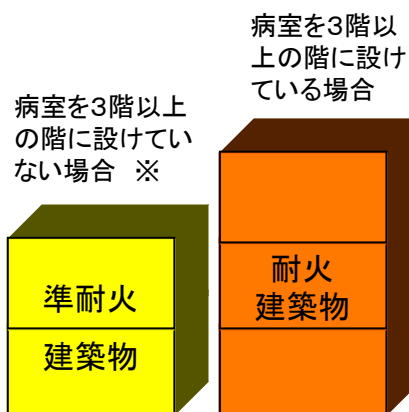 病室を3階以上
の階に設けてい
ない場合　※
準耐火
建築物
病室を3階以
上の階に設け
ている場合
耐火
建築物